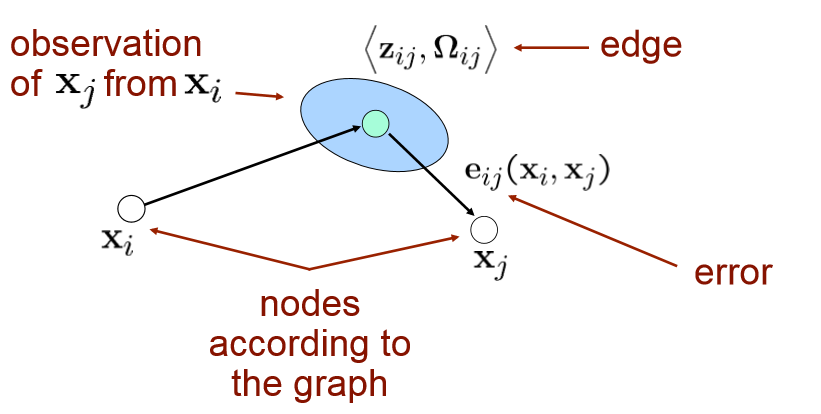 observation
of x_j from x_i
⟨z_ij, Ω_ij⟩
edge
e_ij(x_i, x_j)
x_i
x_j
error
nodes
according to
the graph